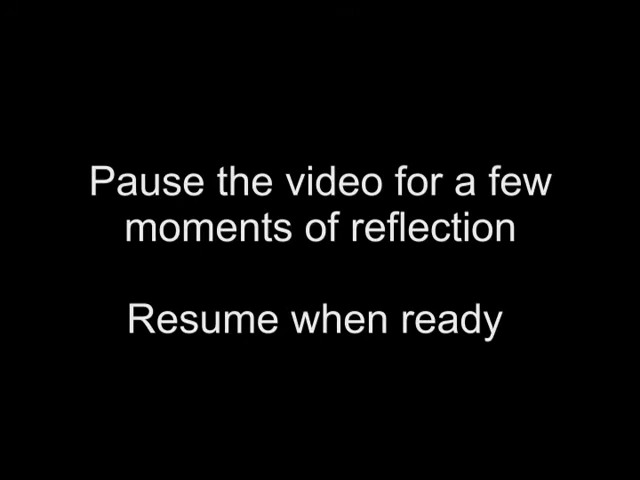 Pause the video for a few
moments of reflection
Resume when ready